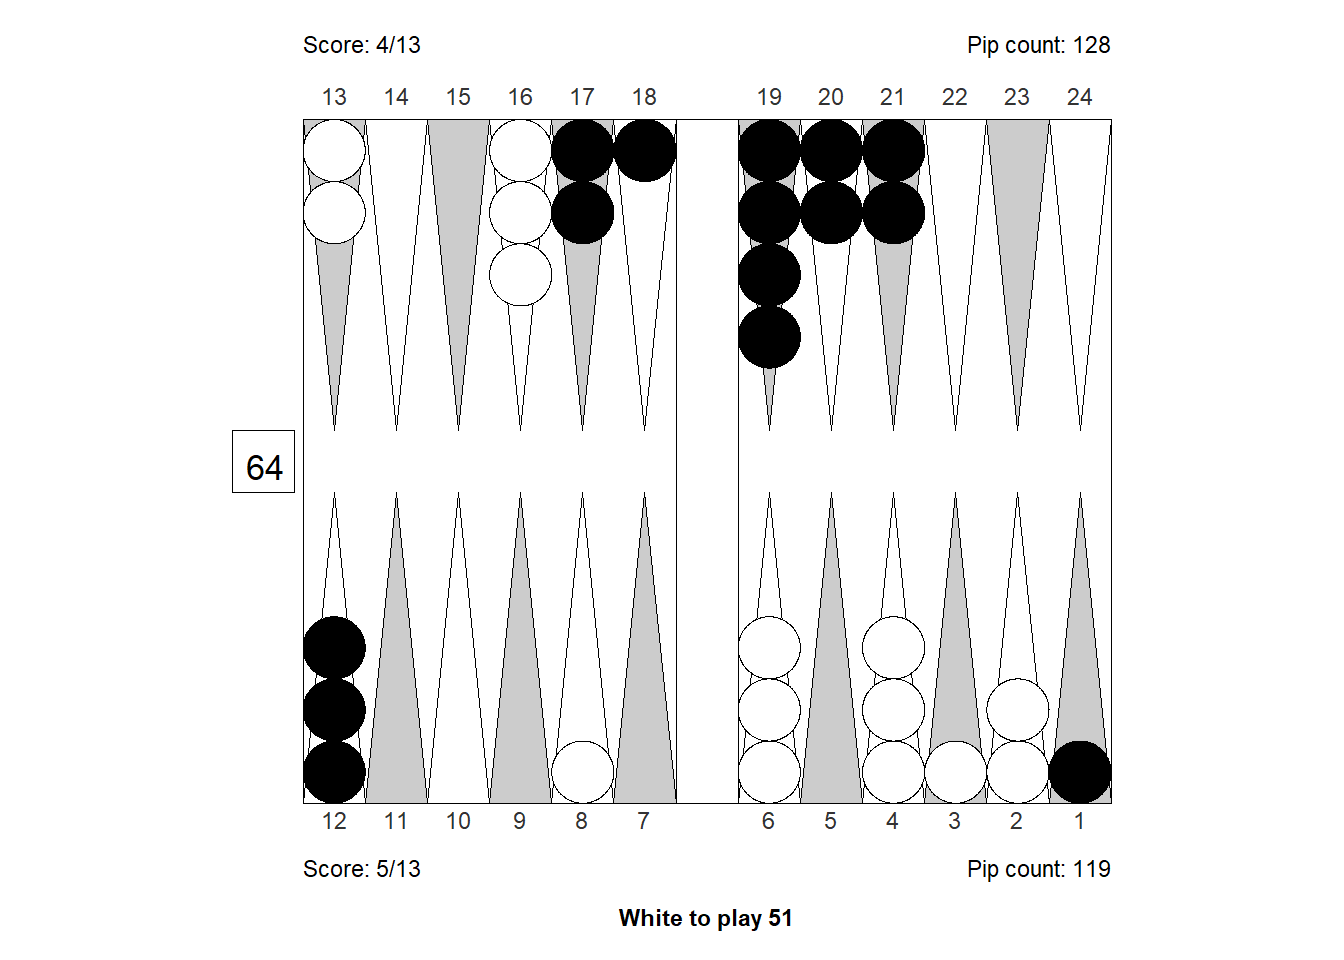 Score: 4/13 Pip count: 128
13 14 15 16 17 18 19 20 21 22 23 24
64
12 11 10 9 8 7 6 5 4 3 2 1
Score: 5/13 Pip count: 119
White to play 51